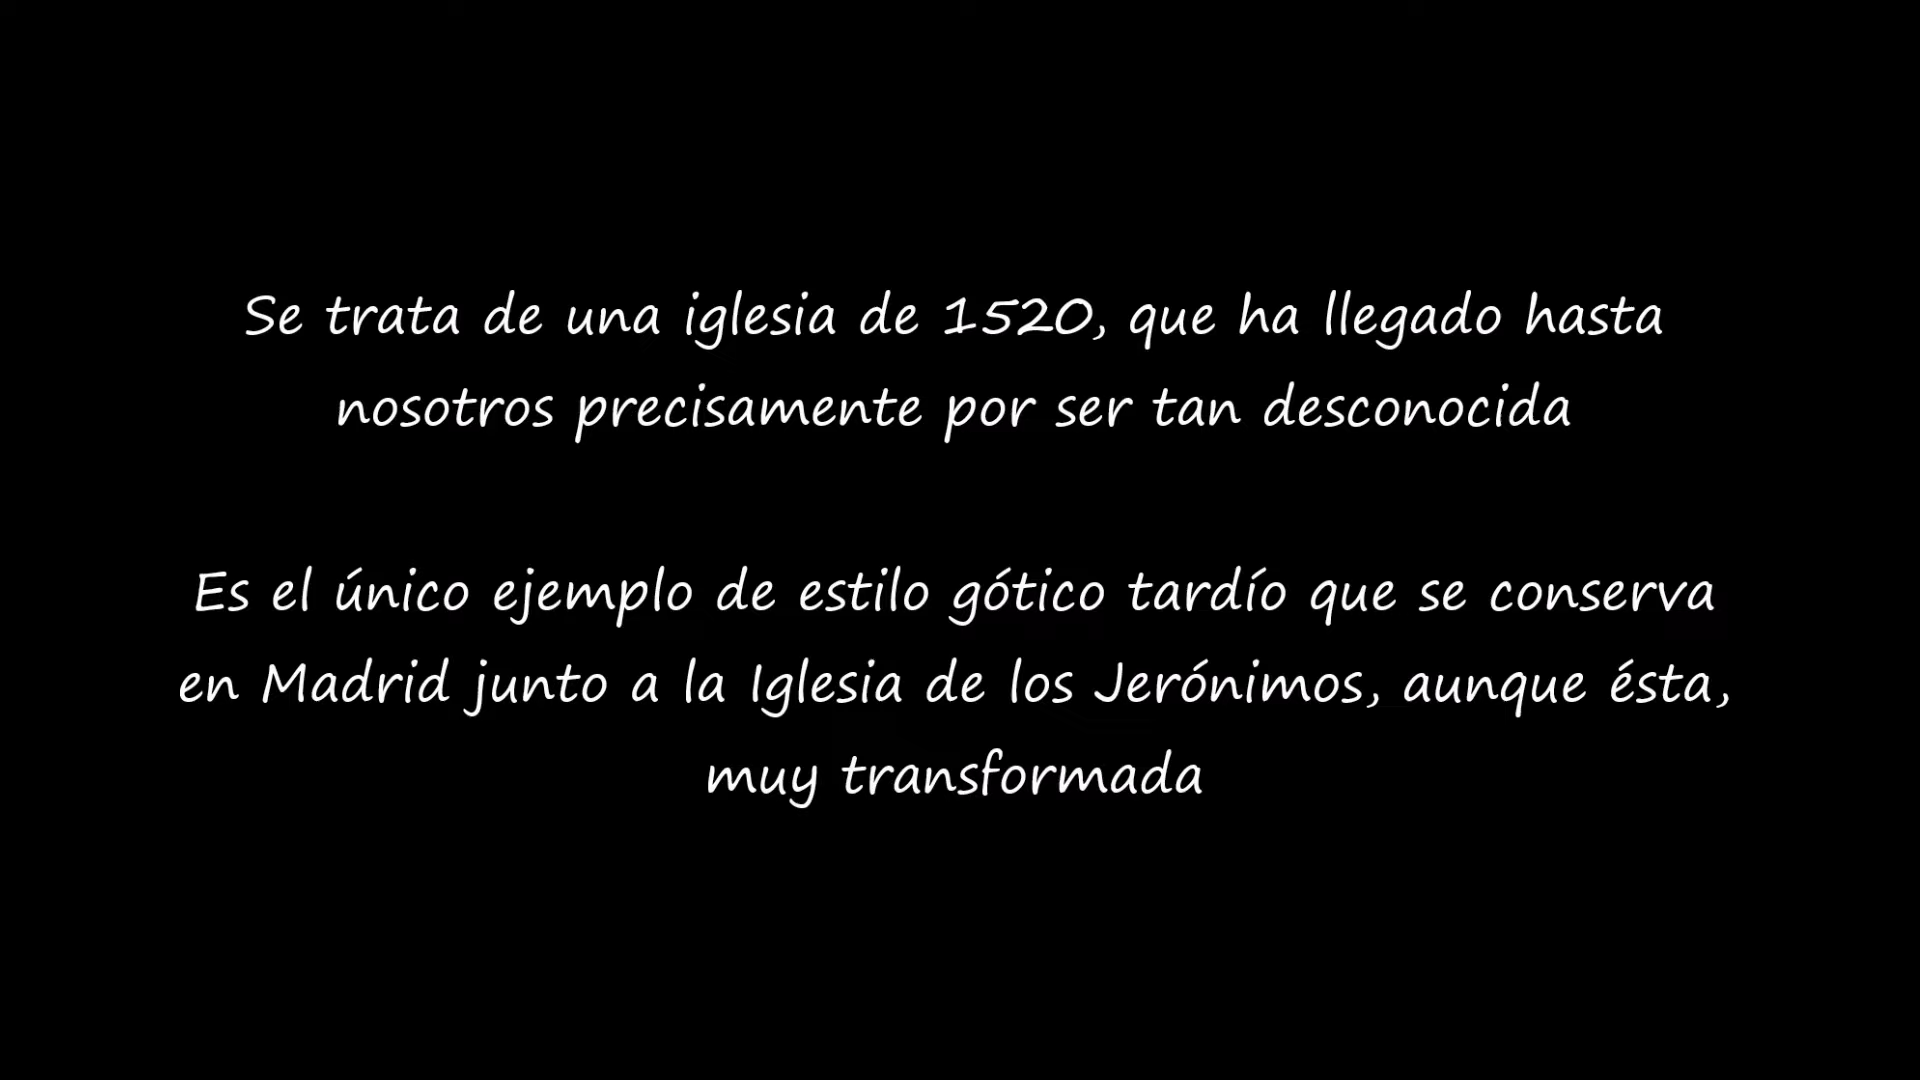 Se trata de una iglesia de 1520, que ha llegado hasta
nosotros precisamente por ser tan desconocida
Es el único ejemplo de estilo gótico tardío que se conserva
en Madrid junto a la Iglesia de los Jerónimos, aunque ésta,
muy transformada